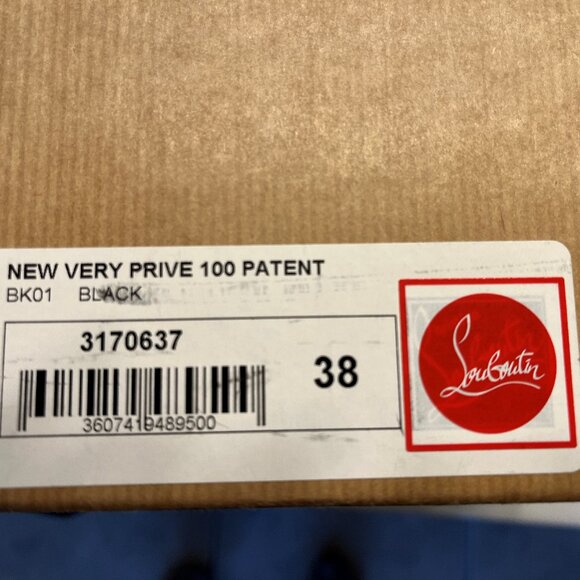 NEW VERY PRIVE 100 PATENT
BK01 BLACK
3170637
38
3607419489500
Louboutin